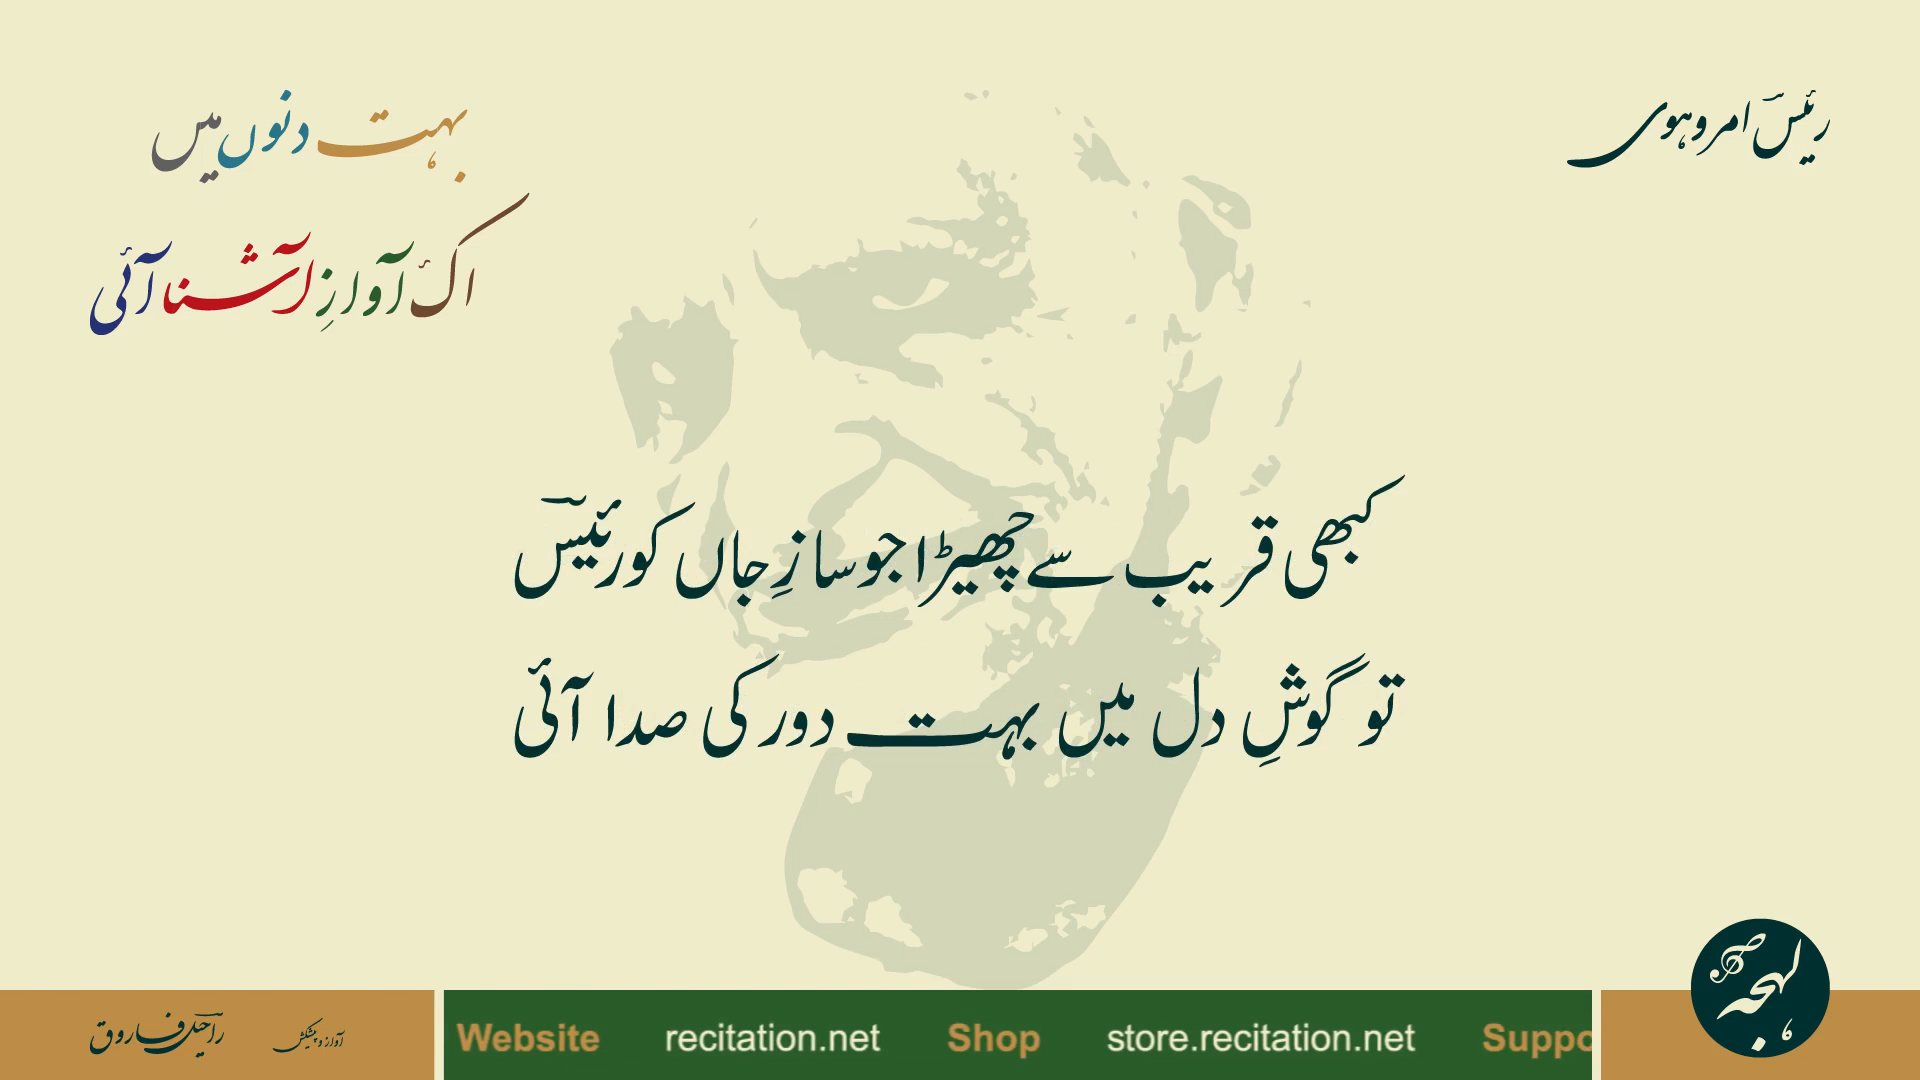 رئیسؔ امروہوی
بہت دنوں میں
اک آوازِ آشنا آئی
کبھی قریب سے چھیڑا جو سازِ جاں کو رئیسؔ
تو گوشِ دل میں بہت دور کی صدا آئی
لہجہ
آواز و پیشکش
راحیلؔ فاروق
Website recitation.net Shop store.recitation.net Suppo